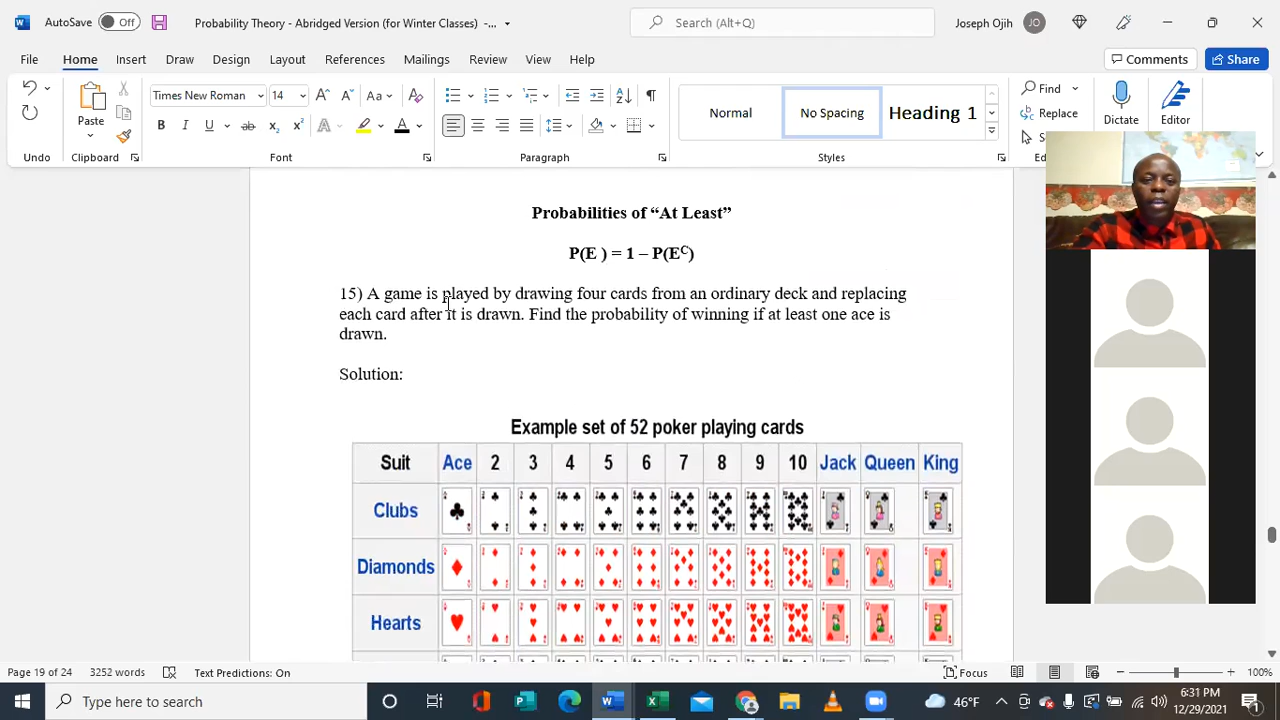 AutoSave Off Probability Theory - Abridged Version (for Winter Classes) -... Search (Alt+Q) Joseph Ojih JO
File Home Insert Draw Design Layout References Mailings Review View Help Comments Share
Paste Times New Roman 14 Aa Normal No Spacing Heading 1 Find Replace Dictate Editor
Undo Clipboard Font Paragraph Styles
Probabilities of “At Least”
P(E ) = 1 – P(Eᶜ)
15) A game is played by drawing four cards from an ordinary deck and replacing
each card after it is drawn. Find the probability of winning if at least one ace is
drawn.
Solution:
Example set of 52 poker playing cards
Suit Ace 2 3 4 5 6 7 8 9 10 Jack Queen King
Clubs
Diamonds
Hearts
Page 19 of 24 3252 words Text Predictions: On Focus 100%
Type here to search 46°F 6:31 PM
12/29/2021